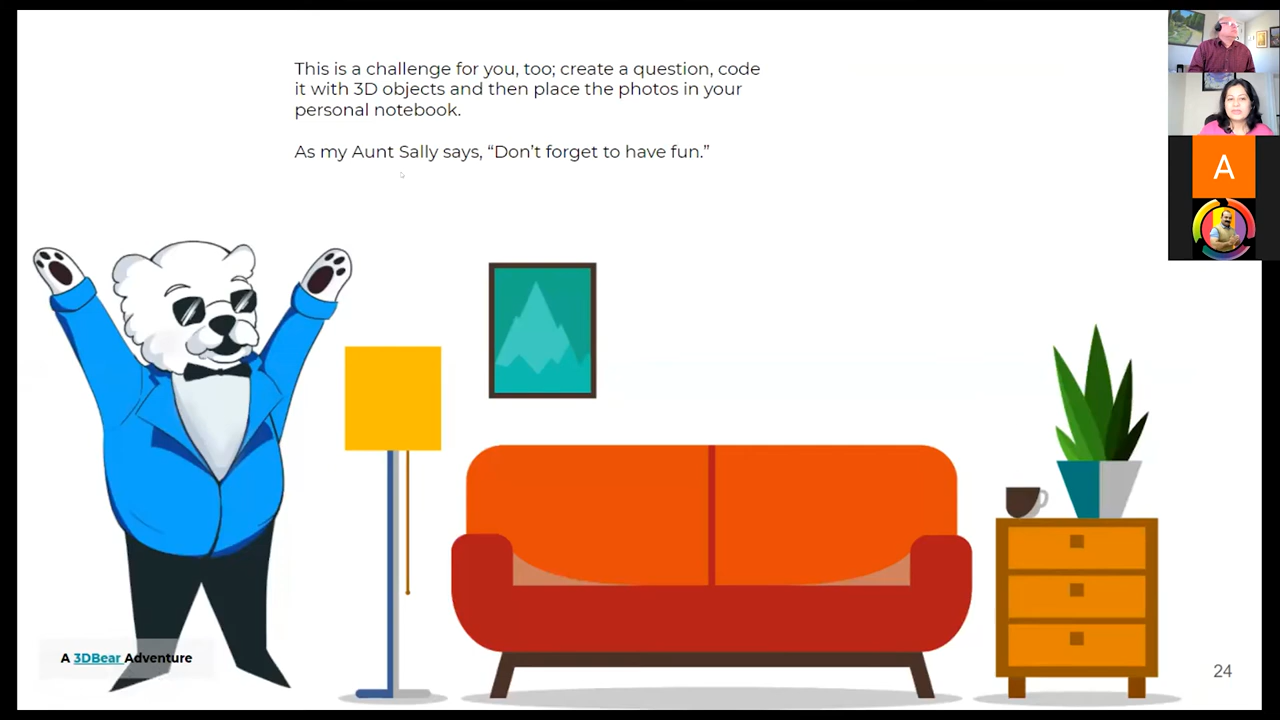 This is a challenge for you, too; create a question, code
it with 3D objects and then place the photos in your
personal notebook.
As my Aunt Sally says, “Don’t forget to have fun.”
A
A 3DBear Adventure
24